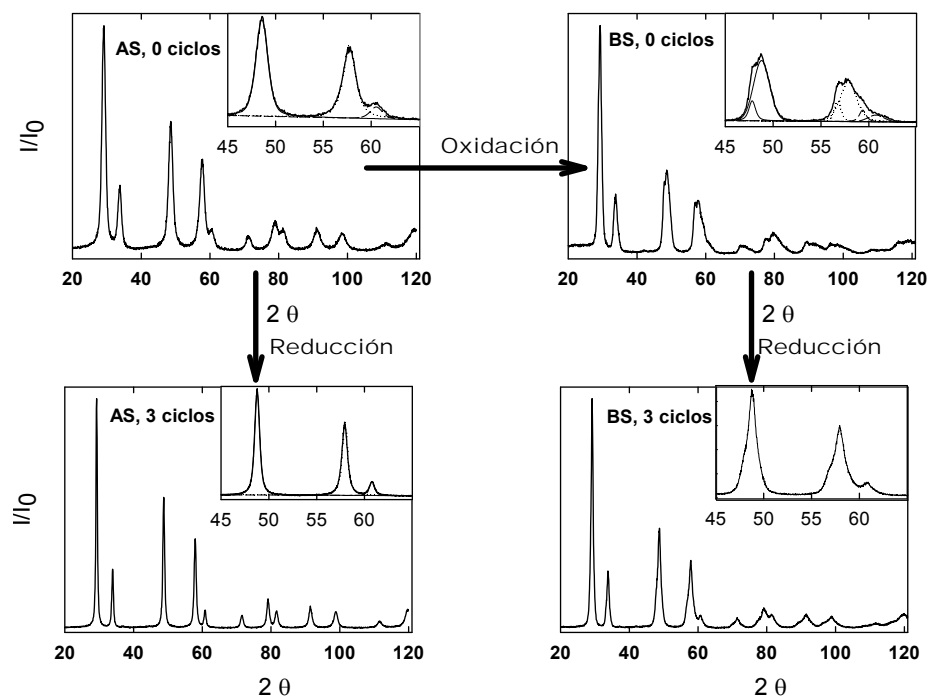 AS, 0 ciclos
I/I0
45 50 55 60
20 40 60 80 100 120
2 θ
Oxidación
BS, 0 ciclos
45 50 55 60
20 40 60 80 100 120
2 θ
Reducción
Reducción
AS, 3 ciclos
I/I0
45 50 55 60
20 40 60 80 100 120
2 θ
BS, 3 ciclos
45 50 55 60
20 40 60 80 100 120
2 θ